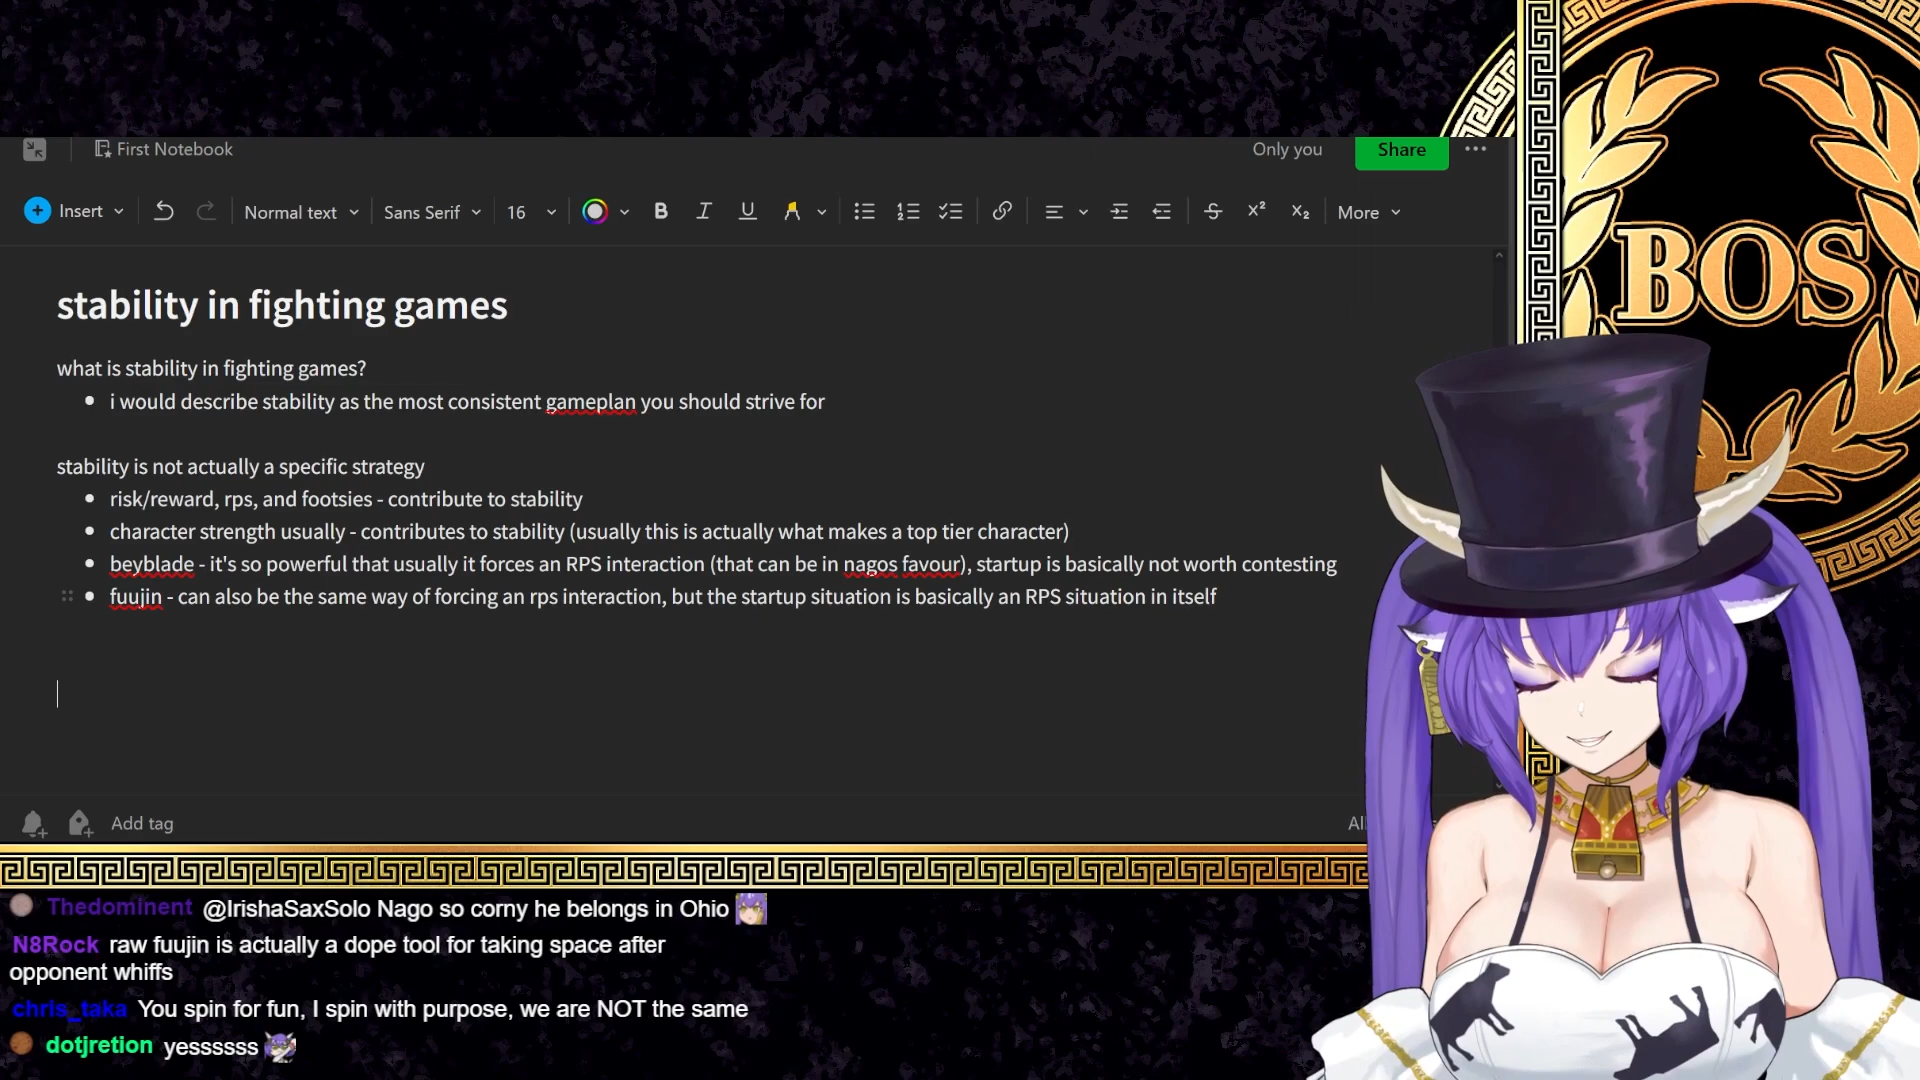 First Notebook
Only you
Share
Insert
Normal text
Sans Serif
16
B
I
U
More
stability in fighting games
what is stability in fighting games?
i would describe stability as the most consistent gameplan you should strive for
stability is not actually a specific strategy
risk/reward, rps, and footsies - contribute to stability
character strength usually - contributes to stability (usually this is actually what makes a top tier character)
beyblade - it's so powerful that usually it forces an RPS interaction (that can be in nagos favour), startup is basically not worth contesting
fuujin - can also be the same way of forcing an rps interaction, but the startup situation is basically an RPS situation in itself
Add tag
BOS
Thedominent @IrishaSaxSolo Nago so corny he belongs in Ohio
N8Rock raw fuujin is actually a dope tool for taking space after
opponent whiffs
chris_taka You spin for fun, I spin with purpose, we are NOT the same
dotjretion yessssss